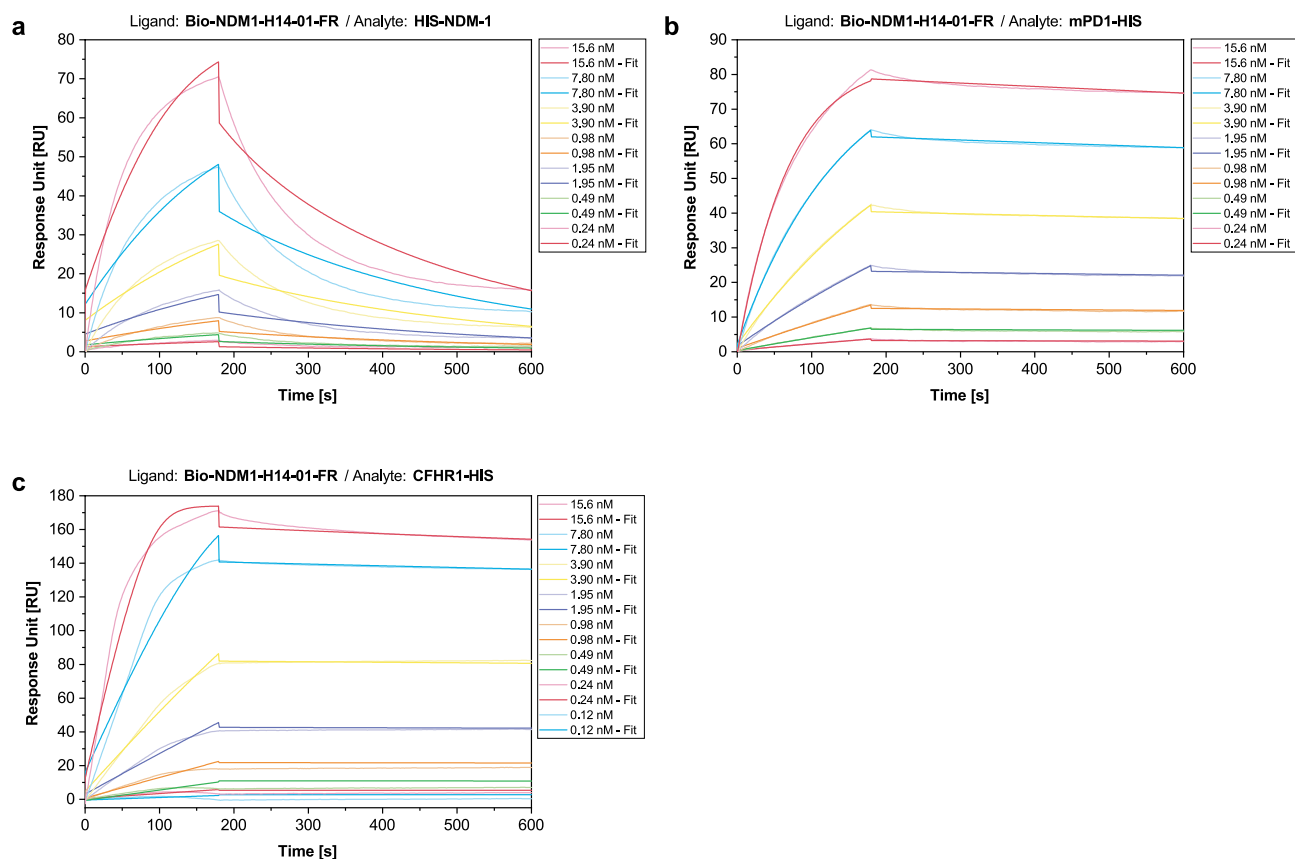 a
Ligand: Bio-NDM1-H14-01-FR / Analyte: HIS-NDM-1
80
70
60
50
40
30
20
10
0
Response Unit [RU]
0 100 200 300 400 500 600
Time [s]
15.6 nM
15.6 nM - Fit
7.80 nM
7.80 nM - Fit
3.90 nM
3.90 nM - Fit
0.98 nM
0.98 nM - Fit
1.95 nM
1.95 nM - Fit
0.49 nM
0.49 nM - Fit
0.24 nM
0.24 nM - Fit
b
Ligand: Bio-NDM1-H14-01-FR / Analyte: mPD1-HIS
90
80
70
60
50
40
30
20
10
0
Response Unit [RU]
0 100 200 300 400 500 600
Time [s]
15.6 nM
15.6 nM - Fit
7.80 nM
7.80 nM - Fit
3.90 nM
3.90 nM - Fit
1.95 nM
1.95 nM - Fit
0.98 nM
0.98 nM - Fit
0.49 nM
0.49 nM - Fit
0.24 nM
0.24 nM - Fit
c
Ligand: Bio-NDM1-H14-01-FR / Analyte: CFHR1-HIS
180
160
140
120
100
80
60
40
20
0
Response Unit [RU]
0 100 200 300 400 500 600
Time [s]
15.6 nM
15.6 nM - Fit
7.80 nM
7.80 nM - Fit
3.90 nM
3.90 nM - Fit
1.95 nM
1.95 nM - Fit
0.98 nM
0.98 nM - Fit
0.49 nM
0.49 nM - Fit
0.24 nM
0.24 nM - Fit
0.12 nM
0.12 nM - Fit